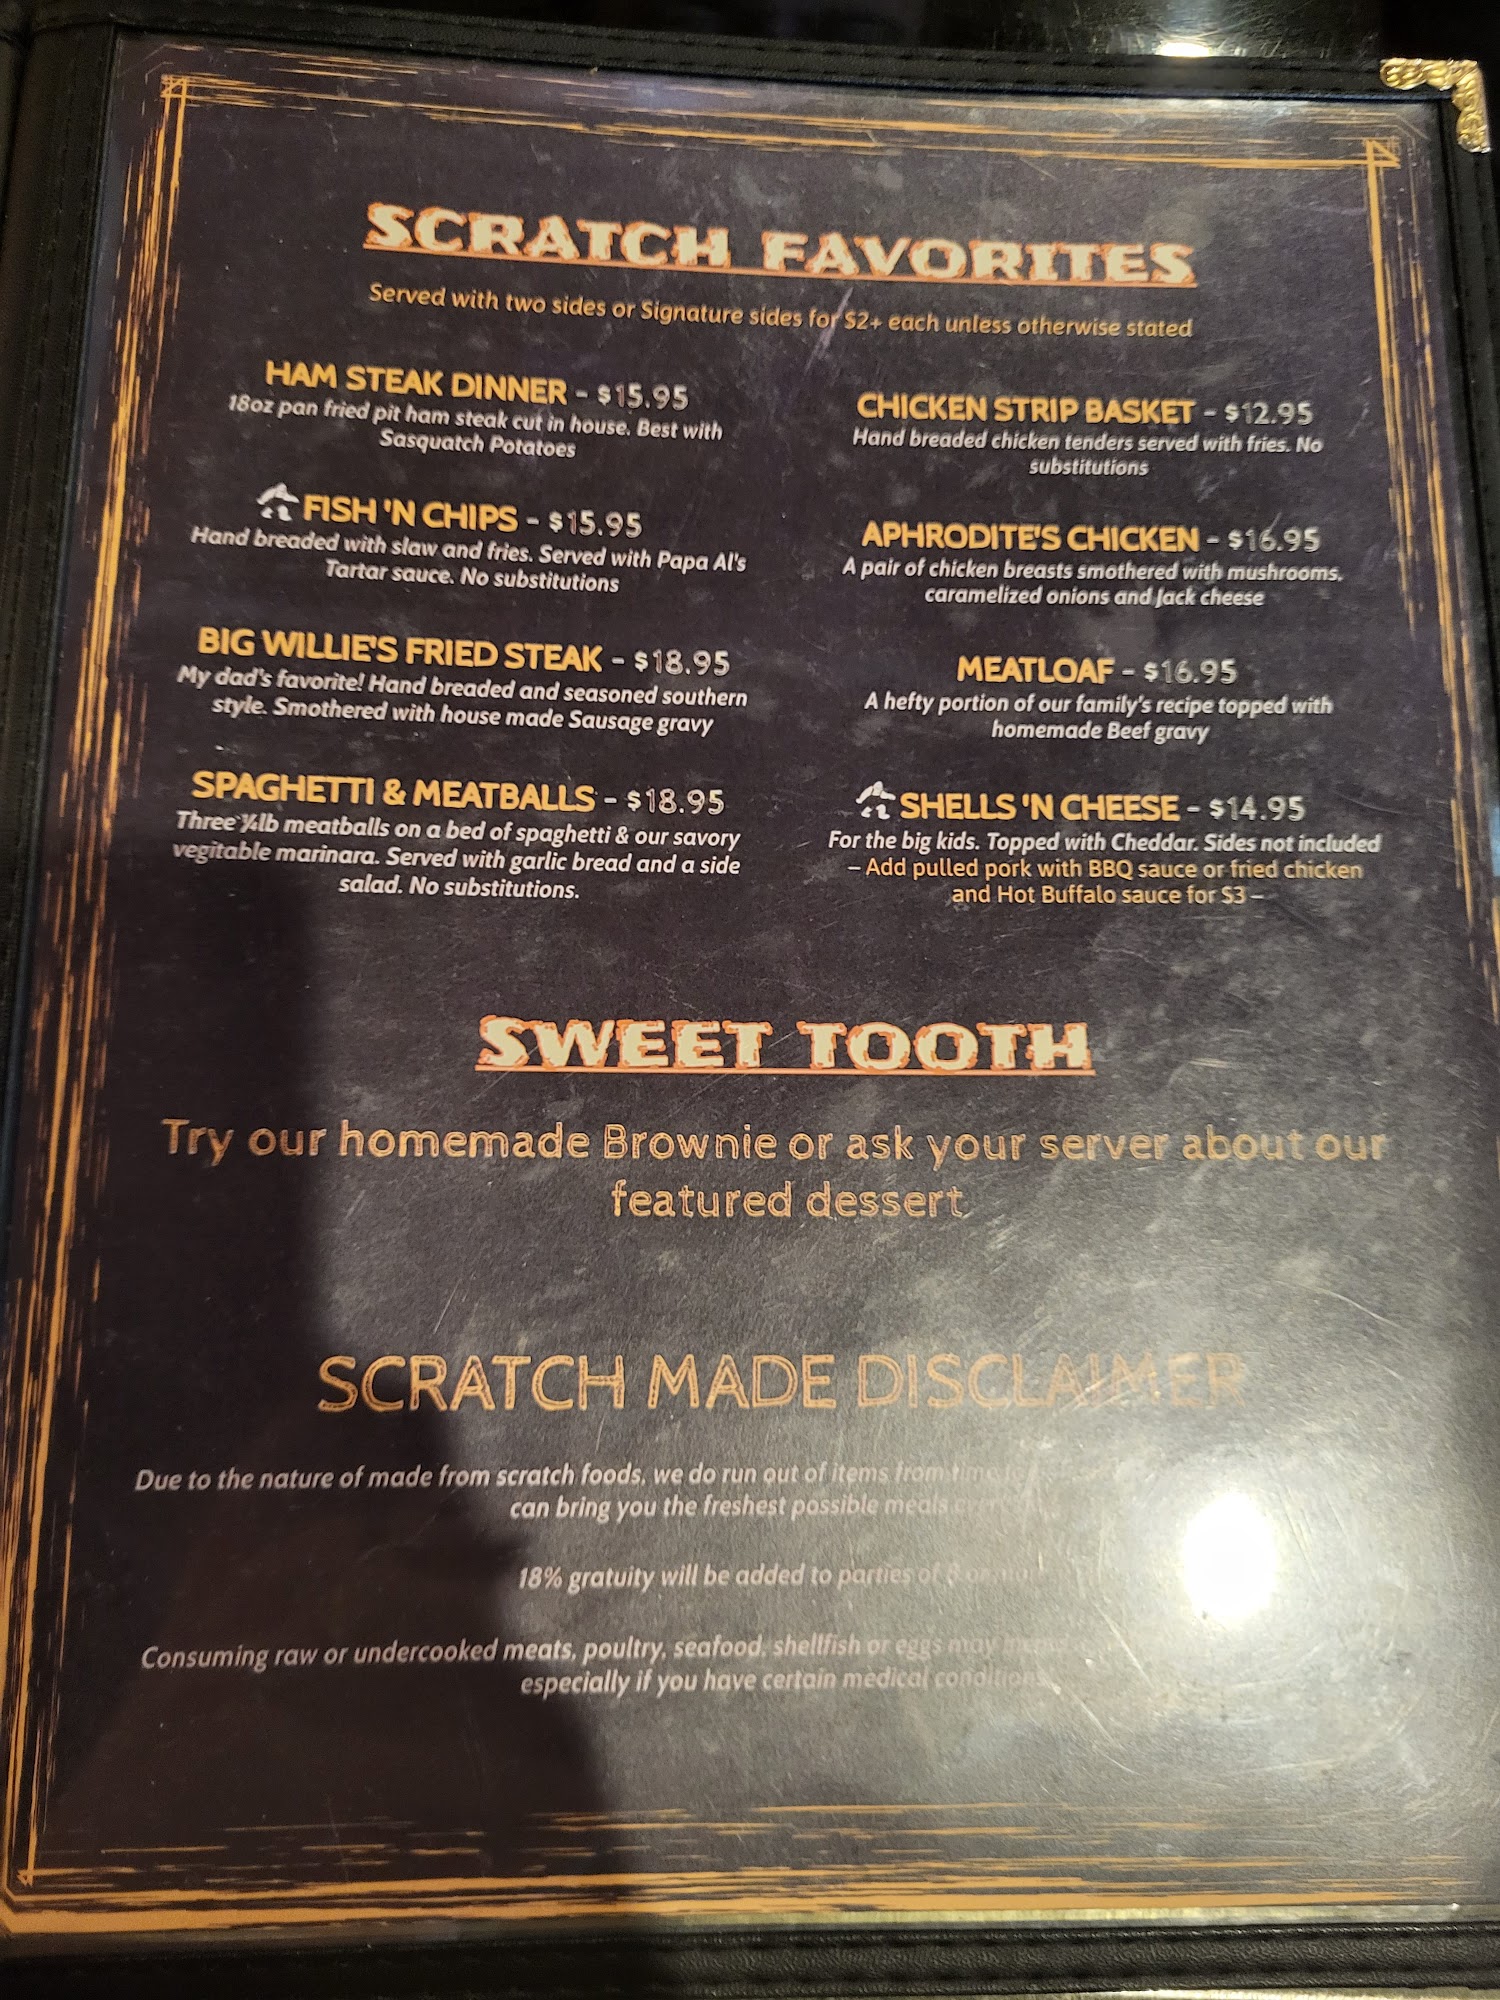 SCRATCH FAVORITES
Served with two sides or Signature sides for $2+ each unless otherwise stated
HAM STEAK DINNER - $15.95
18oz pan fried pit ham steak cut in house. Best with
Sasquatch Potatoes
FISH 'N CHIPS - $15.95
Hand breaded with slaw and fries. Served with Papa Al's
Tartar sauce. No substitutions
BIG WILLIE'S FRIED STEAK - $18.95
My dad's favorite! Hand breaded and seasoned southern
style. Smothered with house made Sausage gravy
SPAGHETTI & MEATBALLS - $18.95
Three ¼lb meatballs on a bed of spaghetti & our savory
vegitable marinara. Served with garlic bread and a side
salad. No substitutions.
CHICKEN STRIP BASKET - $12.95
Hand breaded chicken tenders served with fries. No
substitutions
APHRODITE'S CHICKEN - $16.95
A pair of chicken breasts smothered with mushrooms,
caramelized onions and Jack cheese
MEATLOAF - $16.95
A hefty portion of our family's recipe topped with
homemade Beef gravy
SHELLS 'N CHEESE - $14.95
For the big kids. Topped with Cheddar. Sides not included
– Add pulled pork with BBQ sauce or fried chicken
and Hot Buffalo sauce for $3 –
SWEET TOOTH
Try our homemade Brownie or ask your server about our
featured dessert
SCRATCH MADE DISCLAIMER
Due to the nature of made from scratch foods, we do run out of items from time
can bring you the freshest possible meals
18% gratuity will be added to parties of
Consuming raw or undercooked meats, poultry, seafood, shellfish or eggs may
especially if you have certain medical conditions